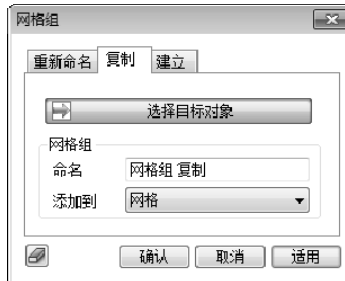 网格组
重新命名 复制 建立
选择目标对象
网格组
命名 网格组 复制
添加到 网格
确认 取消 适用